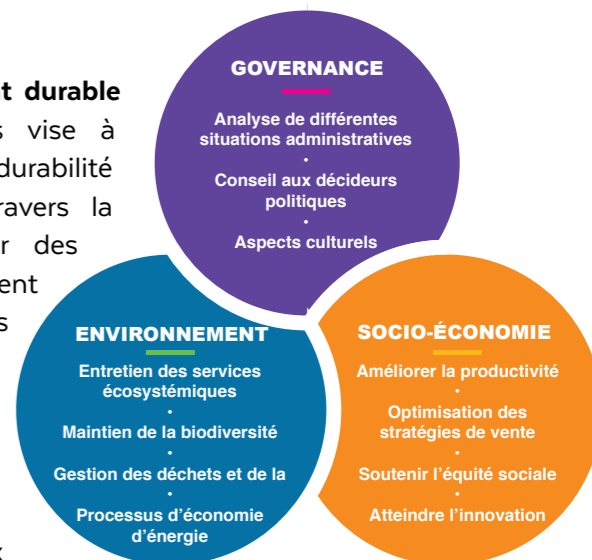 t durable
s vise à
durabilité
ravers la
r des
ent
s
x
GOVERNANCE
Analyse de différentes
situations administratives
•
Conseil aux décideurs
politiques
•
Aspects culturels
ENVIRONNEMENT
Entretien des services
écosystémiques
•
Maintien de la biodiversité
•
Gestion des déchets et de la
•
Processus d’économie
d’énergie
SOCIO-ÉCONOMIE
Améliorer la productivité
•
Optimisation des
stratégies de vente
•
Soutenir l’équité sociale
•
Atteindre l’innovation